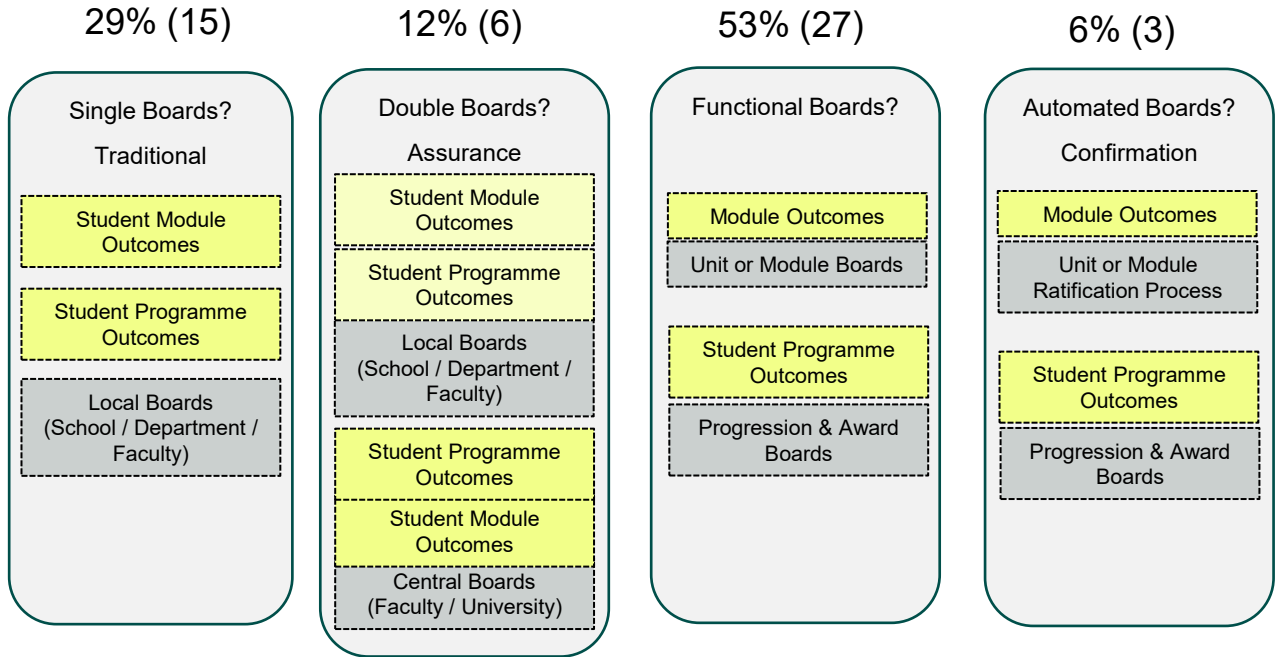 29% (15)
Single Boards?
Traditional
Student Module
Outcomes
Student Programme
Outcomes
Local Boards
(School / Department /
Faculty)
12% (6)
Double Boards?
Assurance
Student Module
Outcomes
Student Programme
Outcomes
Local Boards
(School / Department /
Faculty)
Student Programme
Outcomes
Student Module
Outcomes
Central Boards
(Faculty / University)
53% (27)
Functional Boards?
Module Outcomes
Unit or Module Boards
Student Programme
Outcomes
Progression & Award
Boards
6% (3)
Automated Boards?
Confirmation
Module Outcomes
Unit or Module
Ratification Process
Student Programme
Outcomes
Progression & Award
Boards